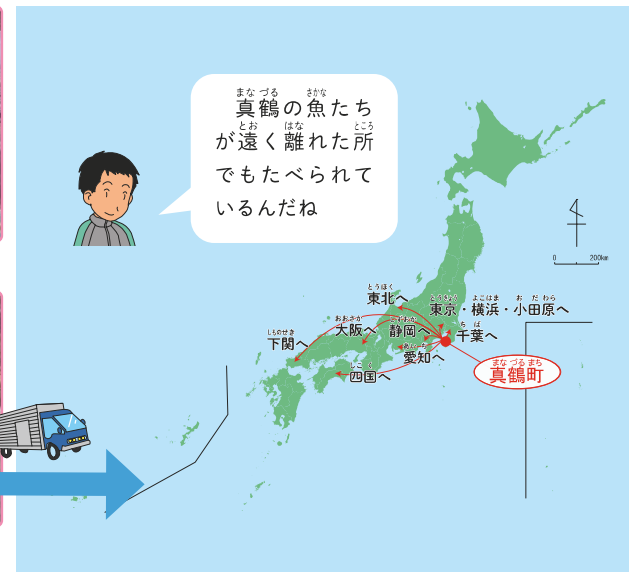 真鶴の魚たち
が遠く離れた所
でもたべられて
いるんだね
0 200km
東北へ
東京・横浜・小田原へ
大阪へ
静岡へ
千葉へ
下関へ
愛知へ
四国へ
真鶴町